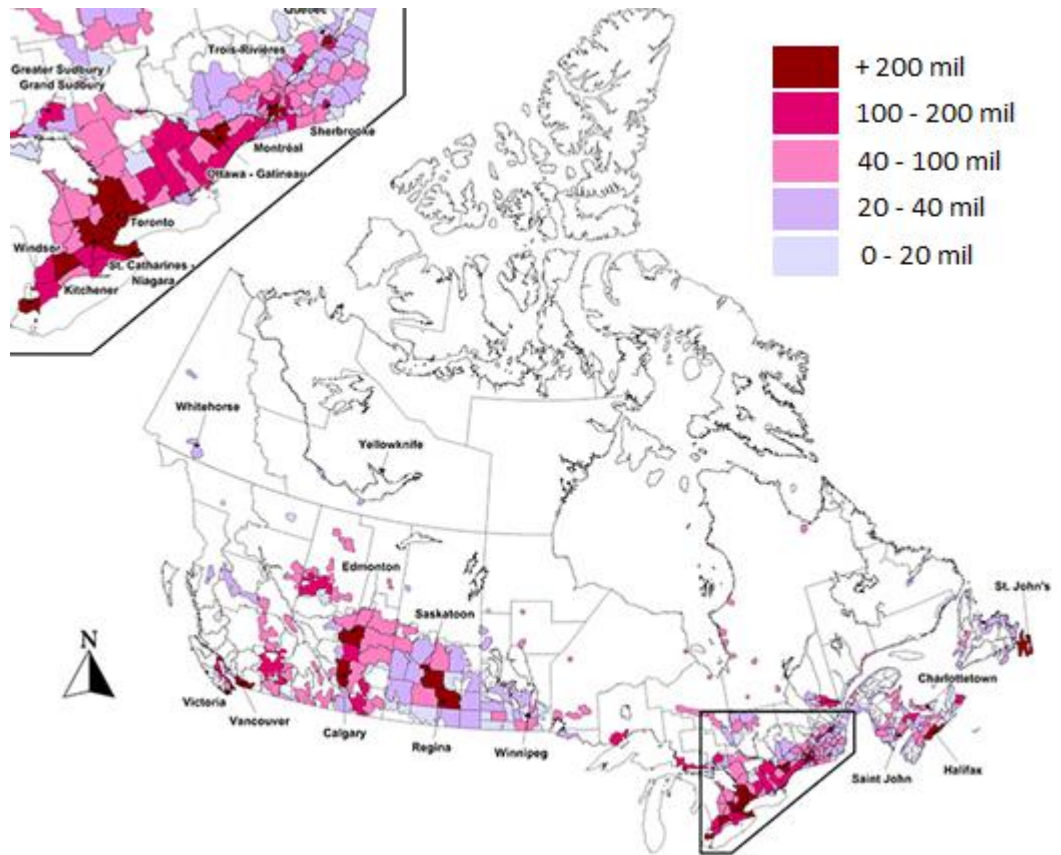 Québec
Trois-Rivières
Greater Sudbury /
Grand Sudbury
Sherbrooke
Montréal
Ottawa - Gatineau
Toronto
Windsor
St. Catharines -
Niagara
Kitchener
+ 200 mil
100 - 200 mil
40 - 100 mil
20 - 40 mil
0 - 20 mil
Whitehorse
Yellowknife
Edmonton
Saskatoon
St. John's
N
Charlottetown
Victoria
Vancouver
Calgary
Regina
Winnipeg
Saint John
Halifax